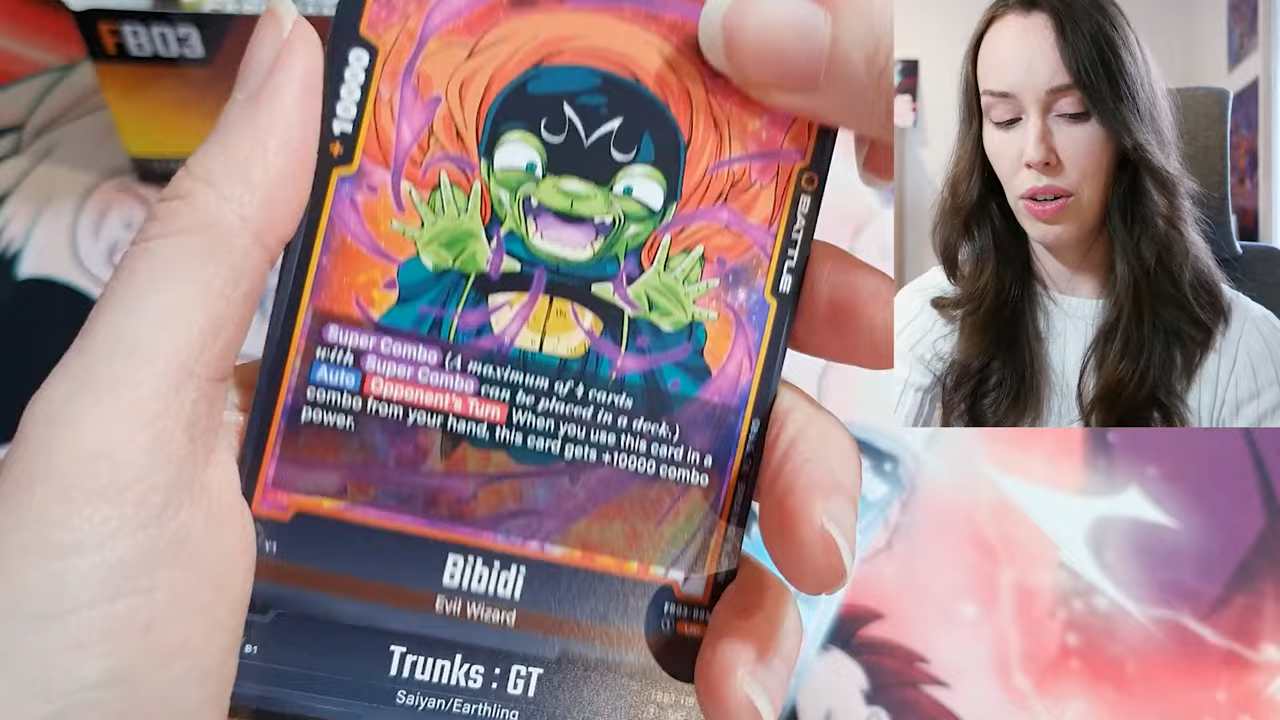 FB03
+ 10000
BATTLE
Super Combo (A maximum of 4 cards
with Super Combo can be placed in a deck.)
Auto Opponent's Turn When you use this card in a
combo from your hand, this card gets +10000 combo
power.
Bibidi
Evil Wizard
B1
Trunks : GT
Saiyan/Earthling